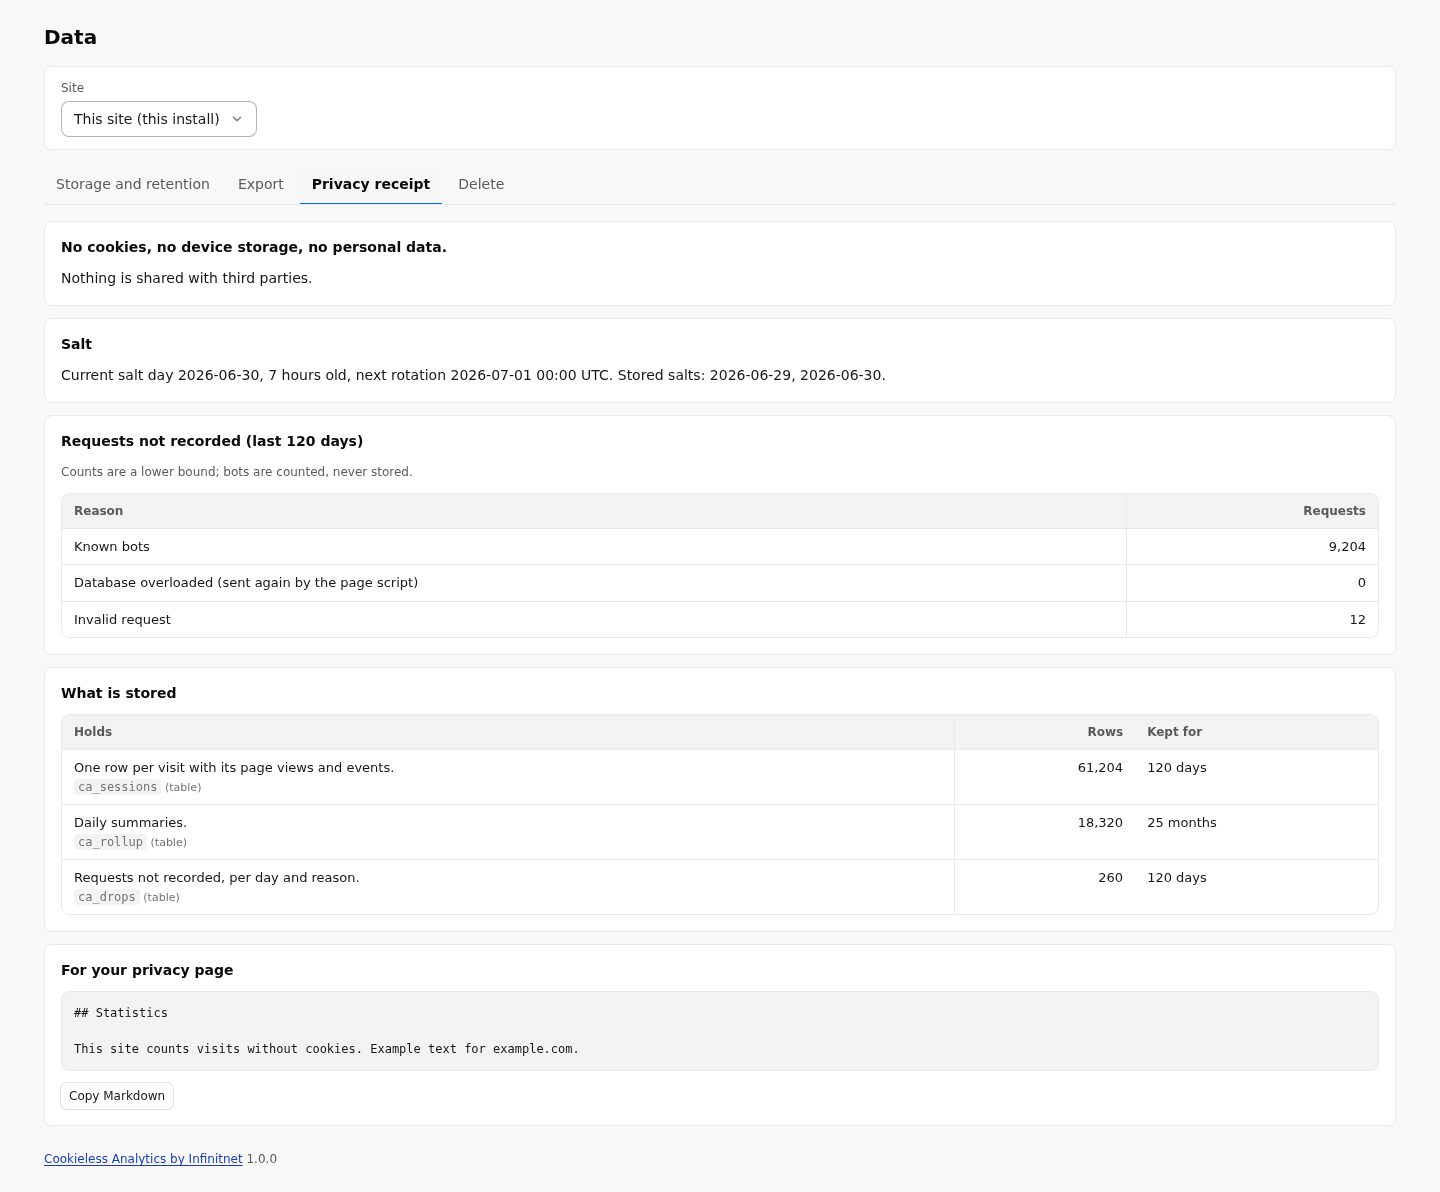 Data
Site
This site (this install)
Storage and retention
Export
Privacy receipt
Delete
No cookies, no device storage, no personal data.
Nothing is shared with third parties.
Salt
Current salt day 2026-06-30, 7 hours old, next rotation 2026-07-01 00:00 UTC. Stored salts: 2026-06-29, 2026-06-30.
Requests not recorded (last 120 days)
Counts are a lower bound; bots are counted, never stored.
Reason Requests
Known bots 9,204
Database overloaded (sent again by the page script) 0
Invalid request 12
What is stored
Holds Rows Kept for
One row per visit with its page views and events. 61,204 120 days
ca_sessions (table)
Daily summaries. 18,320 25 months
ca_rollup (table)
Requests not recorded, per day and reason. 260 120 days
ca_drops (table)
For your privacy page
## Statistics
This site counts visits without cookies. Example text for example.com.
Copy Markdown
Cookieless Analytics by Infinitnet 1.0.0